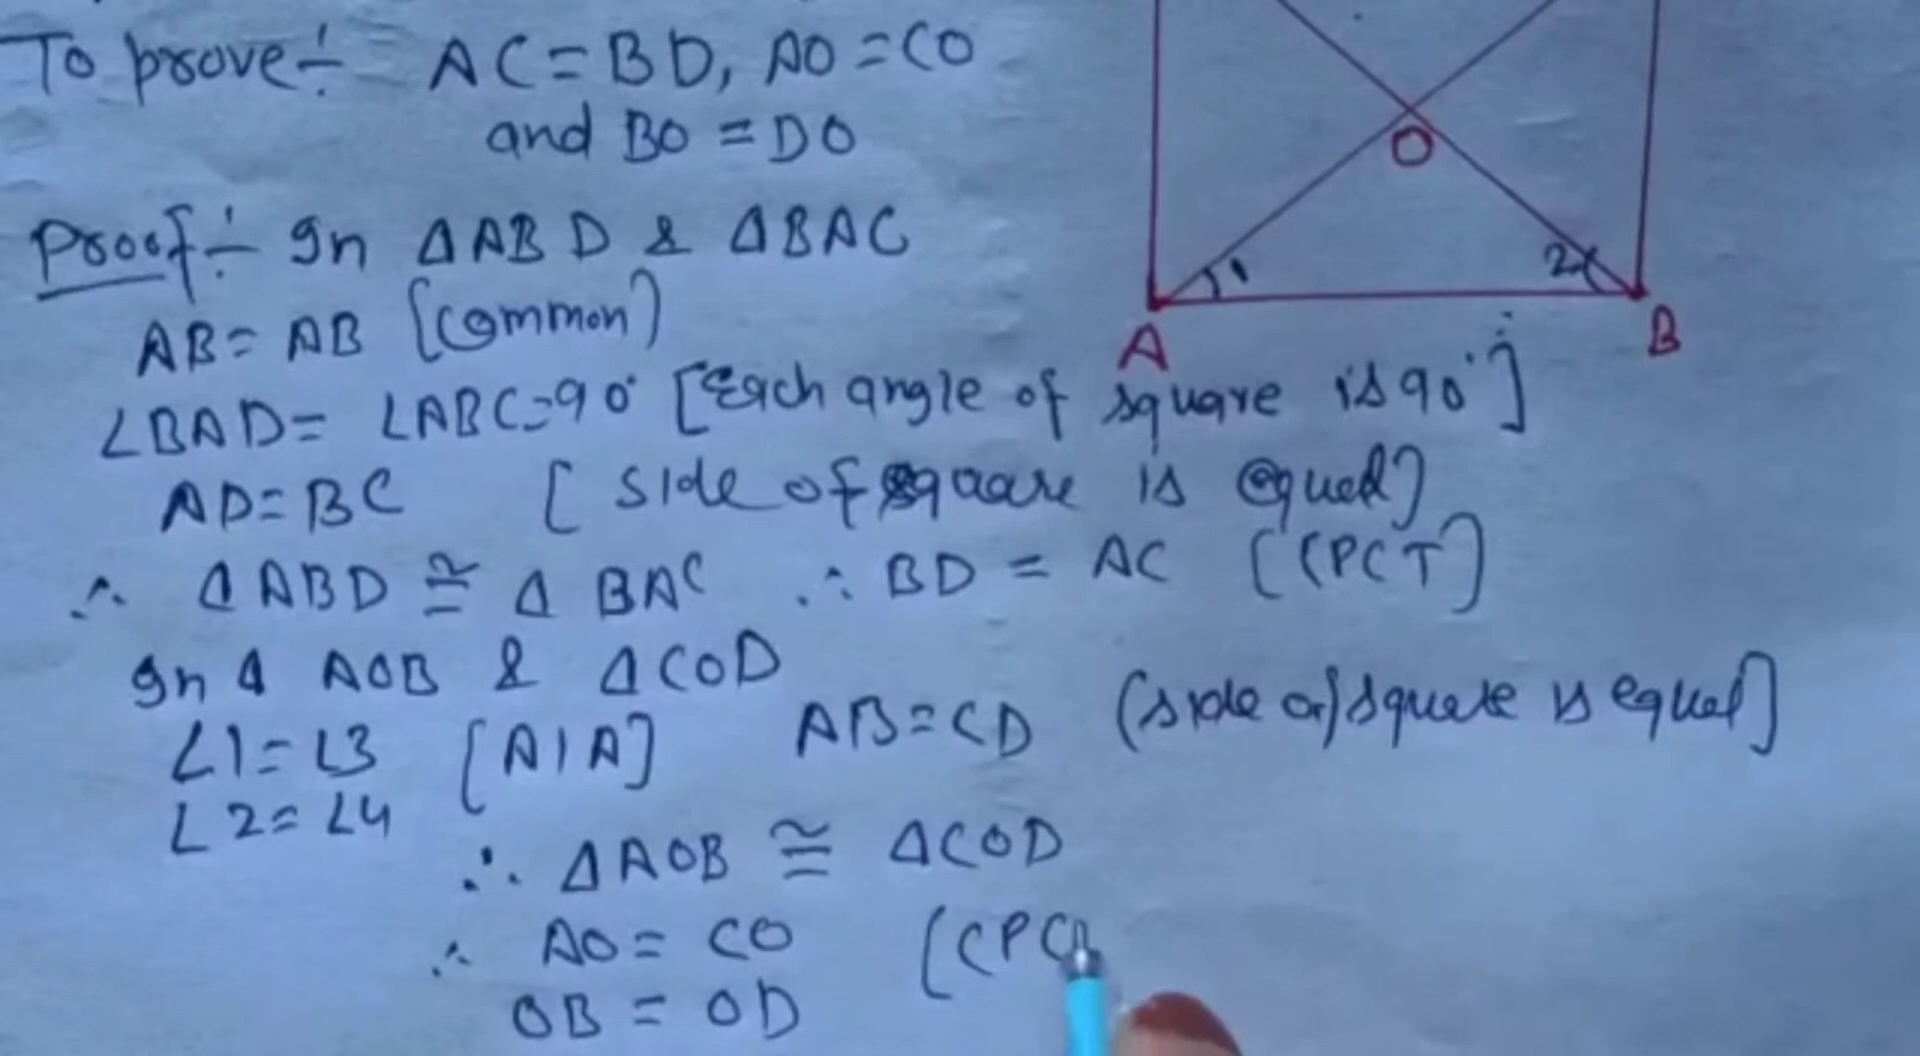 To prove:- AC = BD, AO = CO
and BO = DO
O
1 2
A B
Proof:- In ΔABD & ΔBAC
AB = AB [common)
∠BAD = ∠ABC = 90° [Each angle of square is 90°]
AD = BC [side of square is equal]
∴ ΔABD ≅ ΔBAC ∴ BD = AC [CPCT]
In Δ AOB & ΔCOD
∠1 = ∠3 [AIA] AB = CD (side of square is equal]
∠2 = ∠4
∴ ΔAOB ≅ ΔCOD
∴ AO = CO [CPC
OB = OD